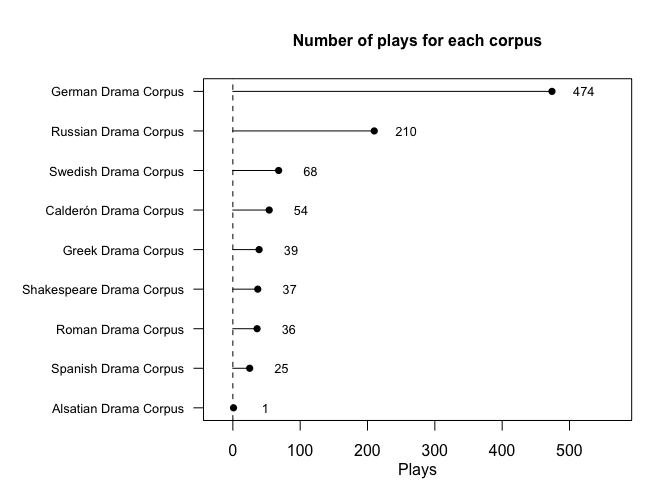 Number of plays for each corpus
German Drama Corpus 474
Russian Drama Corpus 210
Swedish Drama Corpus 68
Calderón Drama Corpus 54
Greek Drama Corpus 39
Shakespeare Drama Corpus 37
Roman Drama Corpus 36
Spanish Drama Corpus 25
Alsatian Drama Corpus 1
0 100 200 300 400 500
Plays